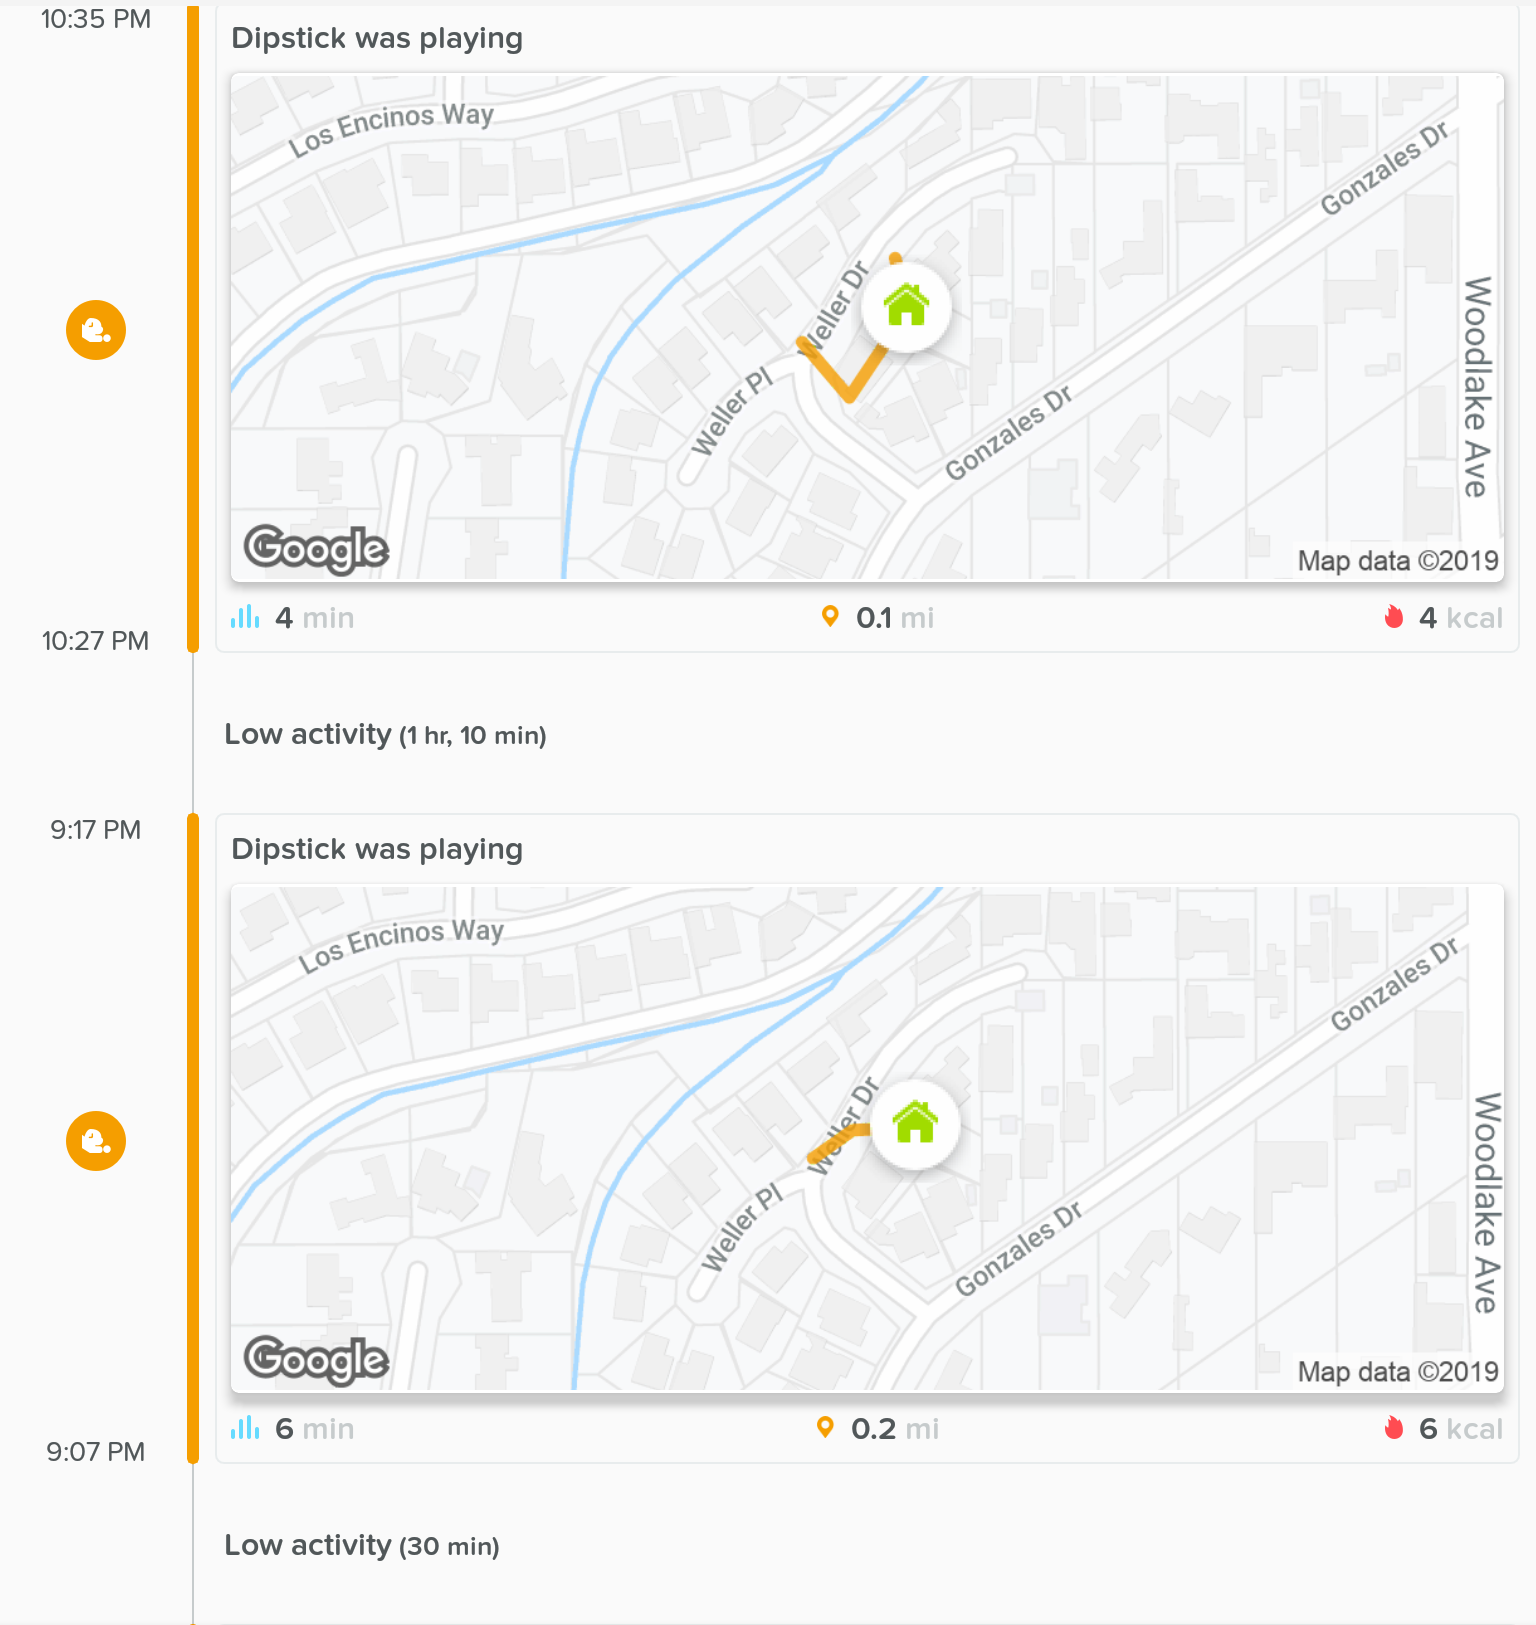 10:35 PM
Dipstick was playing
Los Encinos Way
Gonzales Dr
Weller Dr
Woodlake Ave
Weller Pl
Gonzales Dr
Google
Map data ©2019
4 min
0.1 mi
4 kcal
10:27 PM
Low activity (1 hr, 10 min)
9:17 PM
Dipstick was playing
Los Encinos Way
Gonzales Dr
Weller Dr
Woodlake Ave
Weller Pl
Gonzales Dr
Google
Map data ©2019
6 min
0.2 mi
6 kcal
9:07 PM
Low activity (30 min)